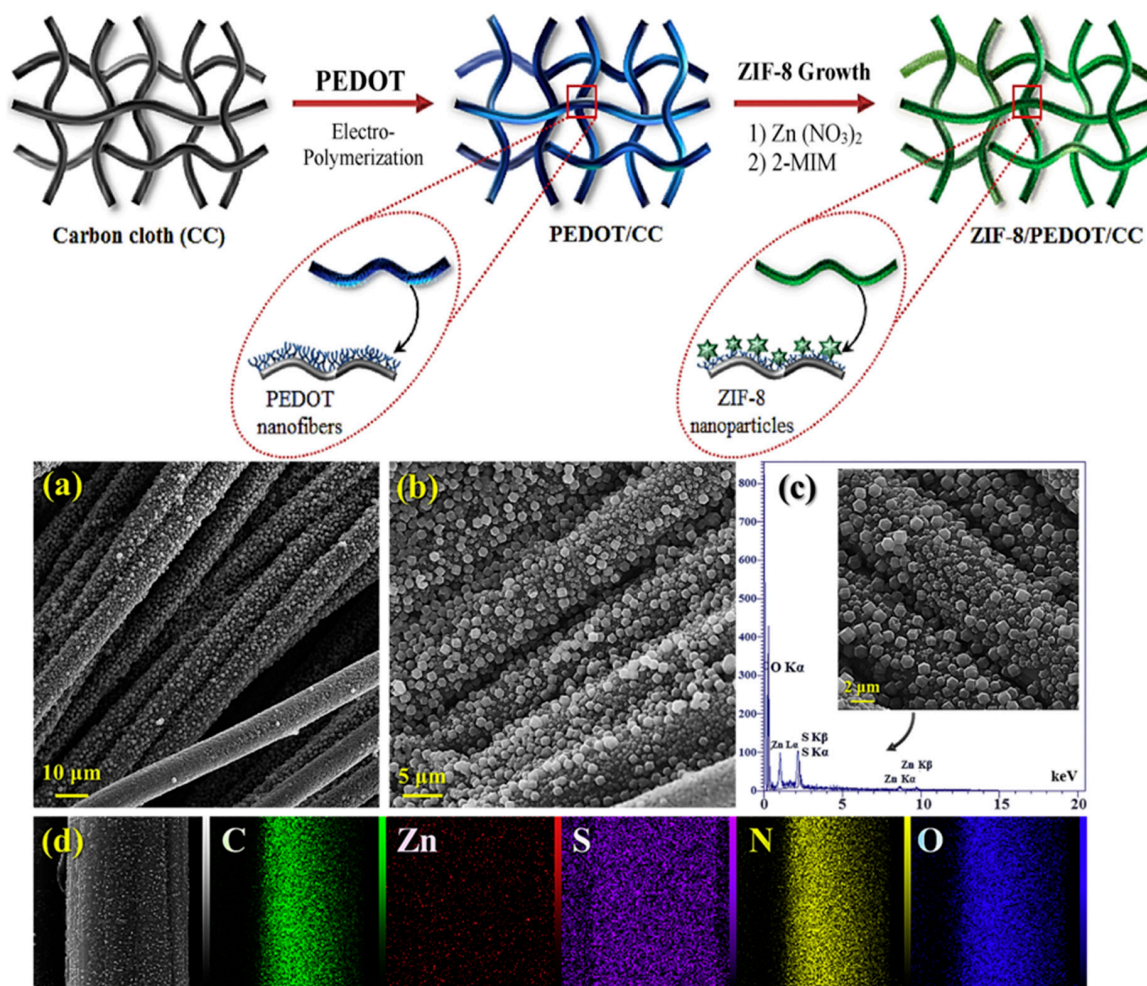 PEDOT
Electro-
Polymerization
ZIF-8 Growth
1) Zn (NO₃)₂
2) 2-MIM
Carbon cloth (CC)
PEDOT/CC
ZIF-8/PEDOT/CC
PEDOT
nanofibers
ZIF-8
nanoparticles
(a)
10 µm
(b)
5 µm
(c)
800
700
600
500
400
300
200
100
0
O Kα
Zn Lα
S Kβ
S Kα
Zn Kβ
Zn Kα
keV
0
5
10
15
20
2 µm
(d)
C
Zn
S
N
O